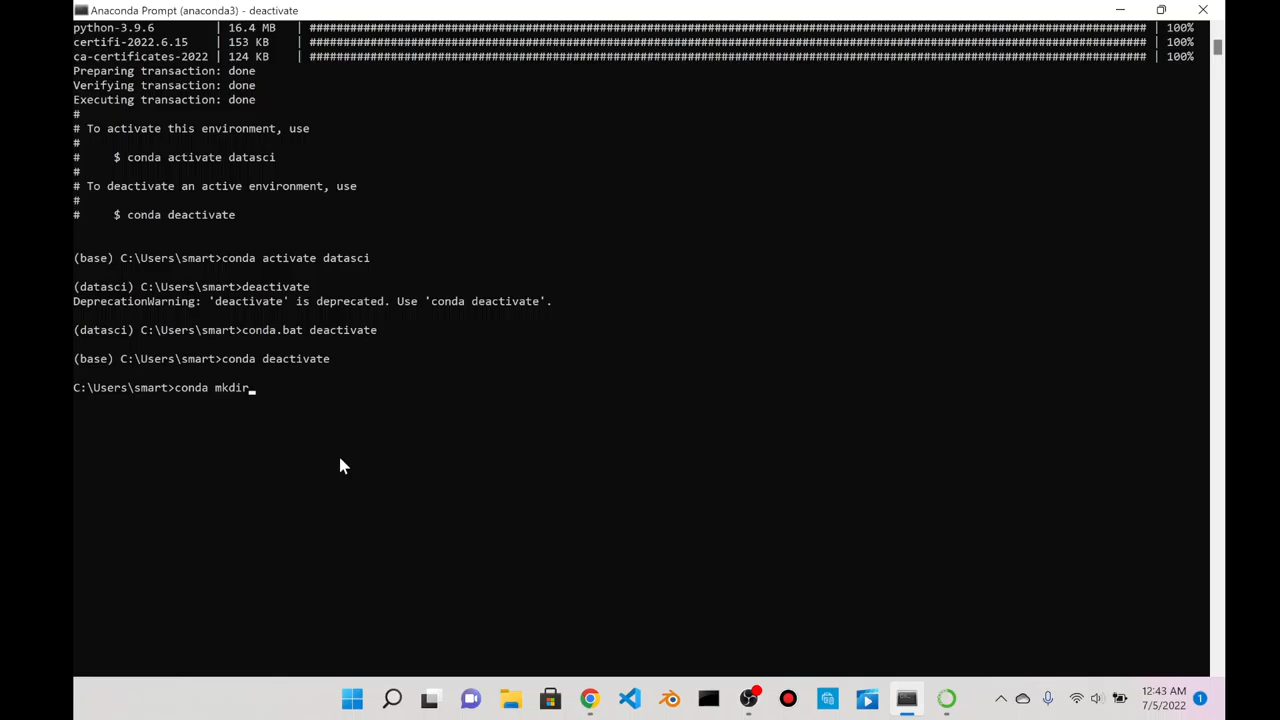 Anaconda Prompt (anaconda3) - deactivate
python-3.9.6 | 16.4 MB | ############################################################################################################################ | 100%
certifi-2022.6.15 | 153 KB | ############################################################################################################################ | 100%
ca-certificates-2022 | 124 KB | ############################################################################################################################ | 100%
Preparing transaction: done
Verifying transaction: done
Executing transaction: done
#
# To activate this environment, use
#
# $ conda activate datasci
#
# To deactivate an active environment, use
#
# $ conda deactivate
(base) C:\Users\smart>conda activate datasci
(datasci) C:\Users\smart>deactivate
DeprecationWarning: 'deactivate' is deprecated. Use 'conda deactivate'.
(datasci) C:\Users\smart>conda.bat deactivate
(base) C:\Users\smart>conda deactivate
C:\Users\smart>conda mkdir_
12:43 AM
7/5/2022
1